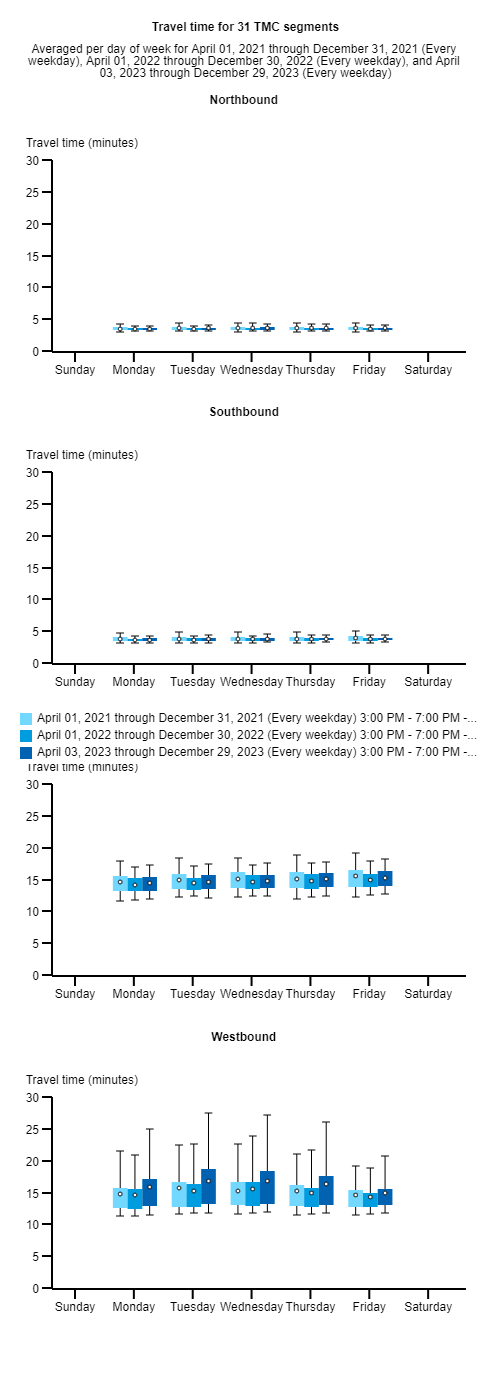 Travel time for 31 TMC segments
Averaged per day of week for April 01, 2021 through December 31, 2021 (Every
weekday), April 01, 2022 through December 30, 2022 (Every weekday), and April
03, 2023 through December 29, 2023 (Every weekday)
Northbound
Travel time (minutes)
30
25
20
15
10
5
0
Sunday Monday Tuesday Wednesday Thursday Friday Saturday
Southbound
Travel time (minutes)
30
25
20
15
10
5
0
Sunday Monday Tuesday Wednesday Thursday Friday Saturday
April 01, 2021 through December 31, 2021 (Every weekday) 3:00 PM - 7:00 PM -...
April 01, 2022 through December 30, 2022 (Every weekday) 3:00 PM - 7:00 PM -...
April 03, 2023 through December 29, 2023 (Every weekday) 3:00 PM - 7:00 PM -...
Travel time (minutes)
30
25
20
15
10
5
0
Sunday Monday Tuesday Wednesday Thursday Friday Saturday
Westbound
Travel time (minutes)
30
25
20
15
10
5
0
Sunday Monday Tuesday Wednesday Thursday Friday Saturday